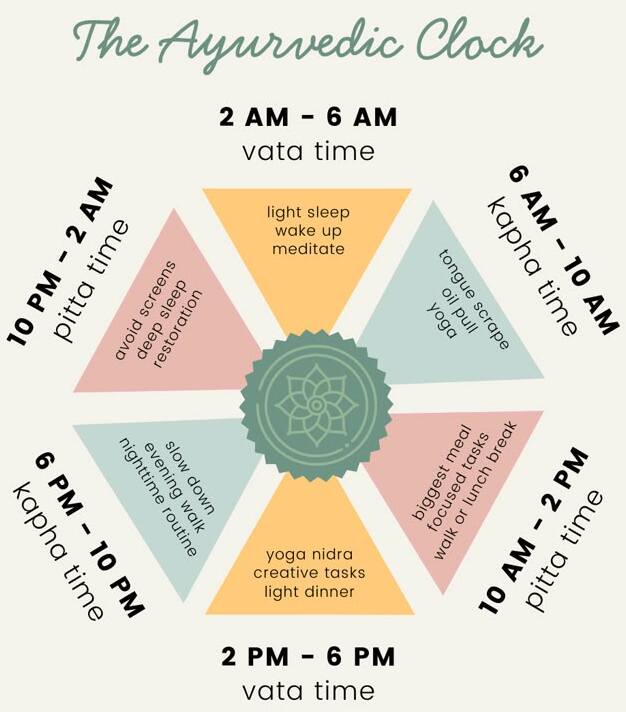 The Ayurvedic Clock
2 AM - 6 AM
vata time
light sleep
wake up
meditate
6 AM - 10 AM
kapha time
tongue scrape
oil pull
yoga
10 AM - 2 PM
pitta time
biggest meal
focused tasks
walk or lunch break
2 PM - 6 PM
vata time
yoga nidra
creative tasks
light dinner
6 PM - 10 PM
kapha time
slow down
evening walk
nighttime routine
10 PM - 2 AM
pitta time
avoid screens
deep sleep
restoration